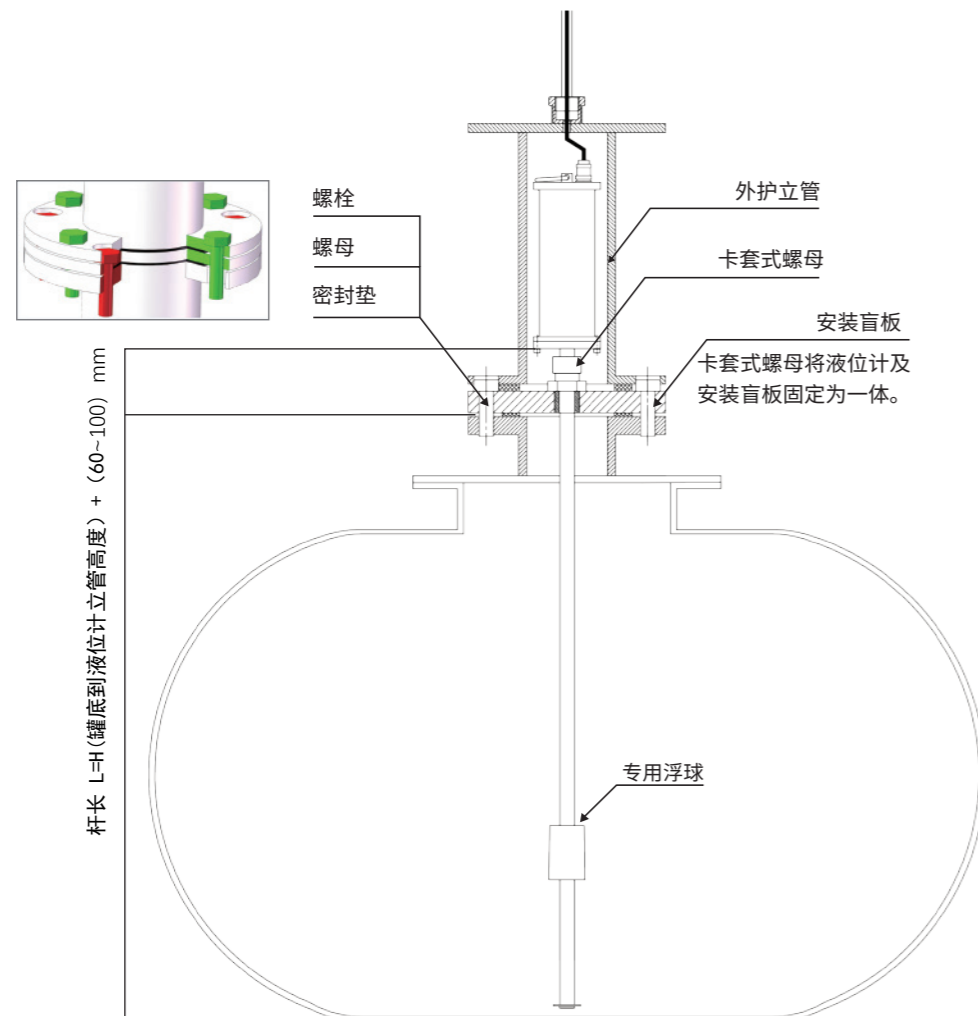 螺栓
螺母
密封垫
外护立管
卡套式螺母
安装盲板
卡套式螺母将液位计及
安装盲板固定为一体。
杆长 L=H(罐底到液位计立管高度) + (60~100) mm
专用浮球